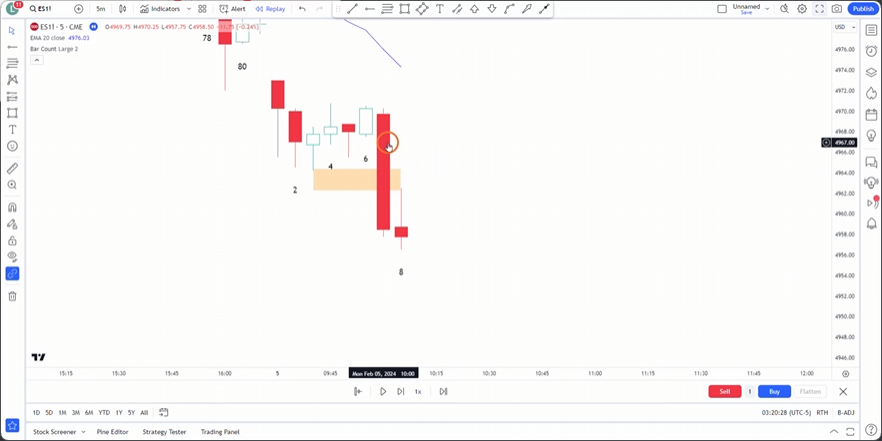 L 11 ES1! 5m Indicators Alert Replay Unnamed Save Publish
ES1! · 5 · CME O4969.75 H4970.25 L4957.75 C4958.50 −11.75 (−0.24%)
EMA 20 close 4976.03
Bar Count Large 2
USD
4976.00
4974.00
4972.00
4970.00
4968.00
4967.00
4966.00
4964.00
4962.00
4960.00
4958.00
4956.00
4954.00
4952.00
4950.00
4948.00
4946.00
78
80
2
4
6
8
15:15 15:30 15:45 16:00 5 09:45 Mon Feb 05, 2024 10:00 10:15 10:30 10:45 11:00 11:15 11:30 11:45 12:00
1x Sell 1 Buy Flatten
1D 5D 1M 3M 6M YTD 1Y 5Y All 03:20:28 (UTC-5) RTH B-ADJ
Stock Screener Pine Editor Strategy Tester Trading Panel